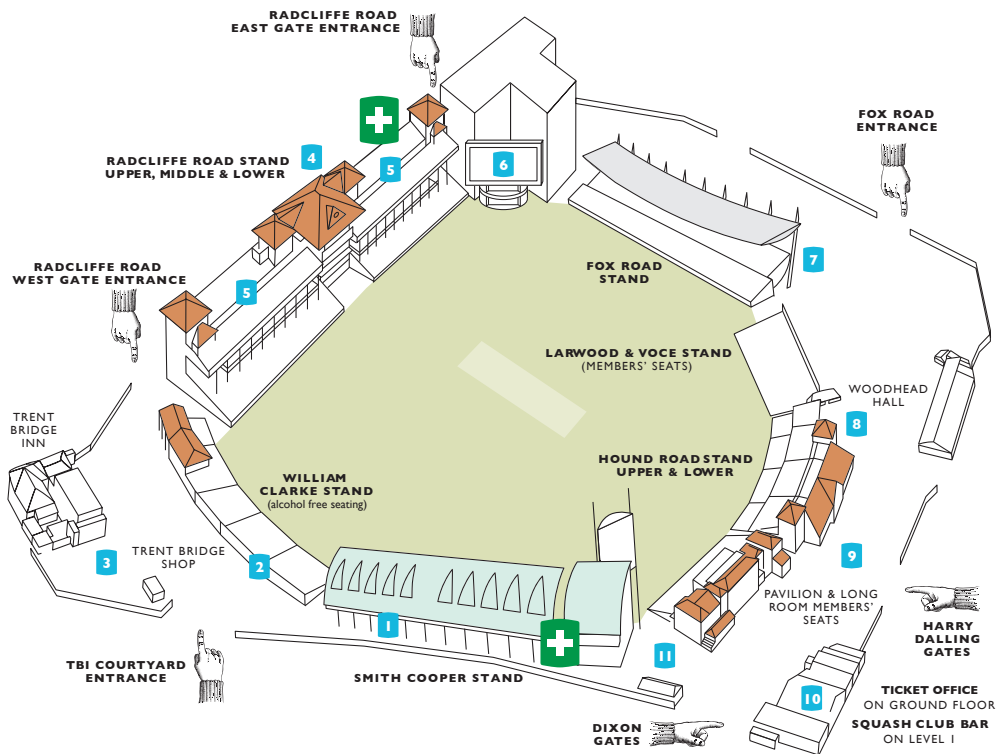 RADCLIFFE ROAD
EAST GATE ENTRANCE
FOX ROAD
ENTRANCE
4
RADCLIFFE ROAD STAND
UPPER, MIDDLE & LOWER
5
6
RADCLIFFE ROAD
WEST GATE ENTRANCE
5
FOX ROAD
STAND
7
LARWOOD & VOCE STAND
(MEMBERS' SEATS)
WOODHEAD
HALL
8
TRENT
BRIDGE
INN
HOUND ROAD STAND
UPPER & LOWER
WILLIAM
CLARKE STAND
(alcohol free seating)
3
TRENT BRIDGE
SHOP
2
9
PAVILION & LONG
ROOM MEMBERS'
SEATS
HARRY
DALLING
GATES
1
TBI COURTYARD
ENTRANCE
SMITH COOPER STAND
11
10
TICKET OFFICE
ON GROUND FLOOR
SQUASH CLUB BAR
ON LEVEL 1
DIXON
GATES